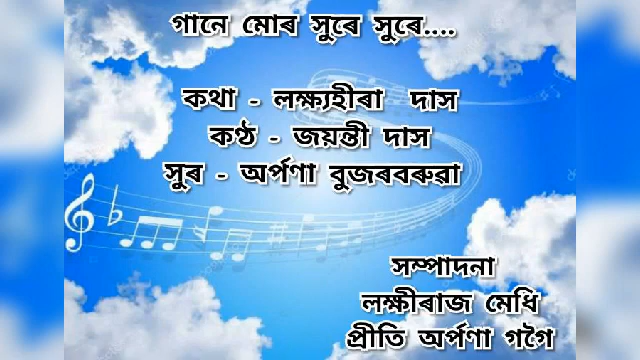 গানে মোৰ সুৰে সুৰে....
কথা - লক্ষ্যহীৰা দাস
কণ্ঠ - জয়ন্তী দাস
সুৰ - অৰ্পণা বুজৰবৰুৱা
সম্পাদনা
লক্ষীৰাজ মেধি
প্ৰীতি অৰ্পণা গগৈ